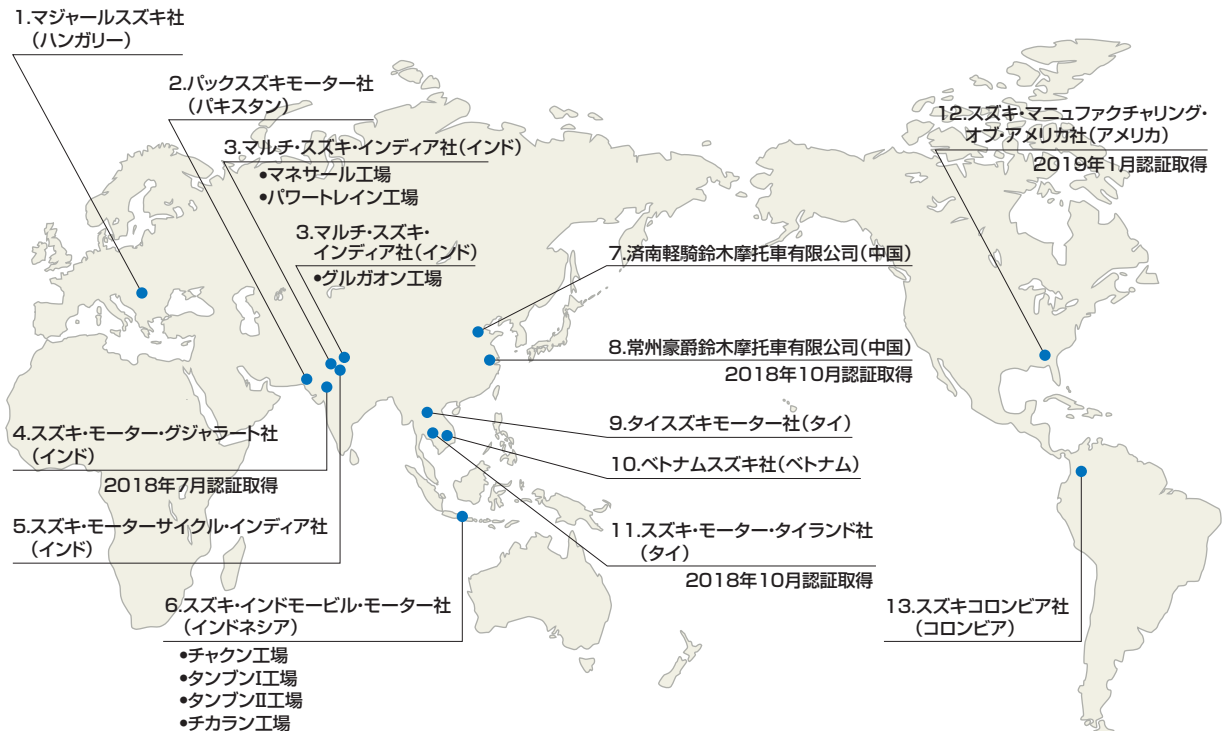 1.マジャールスズキ社
(ハンガリー)
2.パックスズキモーター社
(パキスタン)
3.マルチ・スズキ・インディア社(インド)
●マネサール工場
●パワートレイン工場
3.マルチ・スズキ・
インディア社(インド)
●グルガオン工場
4.スズキ・モーター・グジャラート社
(インド)
2018年7月認証取得
5.スズキ・モーターサイクル・インディア社
(インド)
6.スズキ・インドモービル・モーター社
(インドネシア)
●チャクン工場
●タンブンI工場
●タンブンII工場
●チカラン工場
7.済南軽騎鈴木摩托車有限公司(中国)
8.常州豪爵鈴木摩托車有限公司(中国)
2018年10月認証取得
9.タイスズキモーター社(タイ)
10.ベトナムスズキ社(ベトナム)
11.スズキ・モーター・タイランド社
(タイ)
2018年10月認証取得
12.スズキ・マニュファクチャリング・
オブ・アメリカ社(アメリカ)
2019年1月認証取得
13.スズキコロンビア社
(コロンビア)